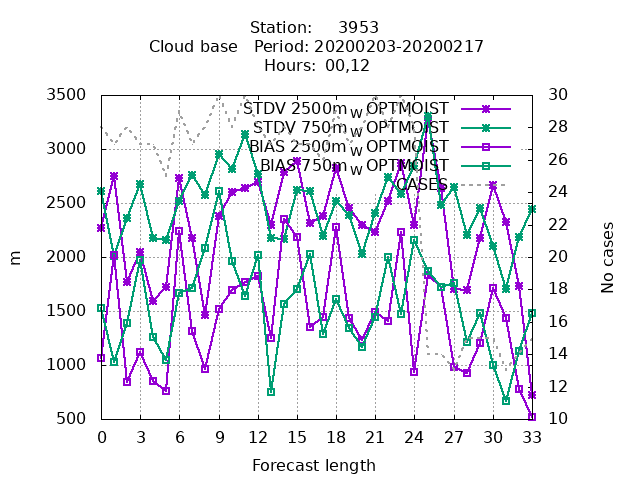 Station: 3953
Cloud base Period: 20200203-20200217
Hours: 00,12
3500 30
STDV 2500m_w OPTMOIST
STDV 750m_w OPTMOIST
BIAS 2500m_w OPTMOIST
BIAS 750m_w OPTMOIST
CASES
3000 28
2500 26
2000 24
1500 22
1000 20
500 18
16
14
12
10
m
No cases
0 3 6 9 12 15 18 21 24 27 30 33
Forecast length